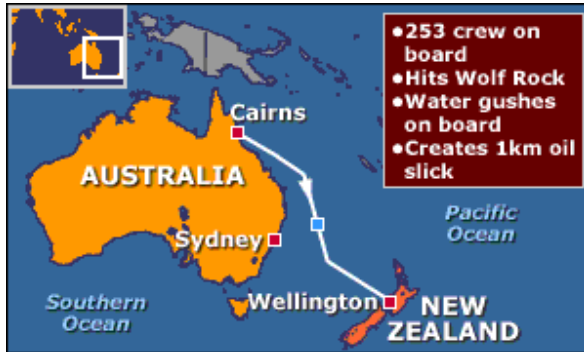 ●253 crew on
board
●Hits Wolf Rock
●Water gushes
on board
●Creates 1km oil
slick
Cairns
AUSTRALIA
Pacific
Ocean
Sydney
Southern
Ocean
Wellington
NEW
ZEALAND